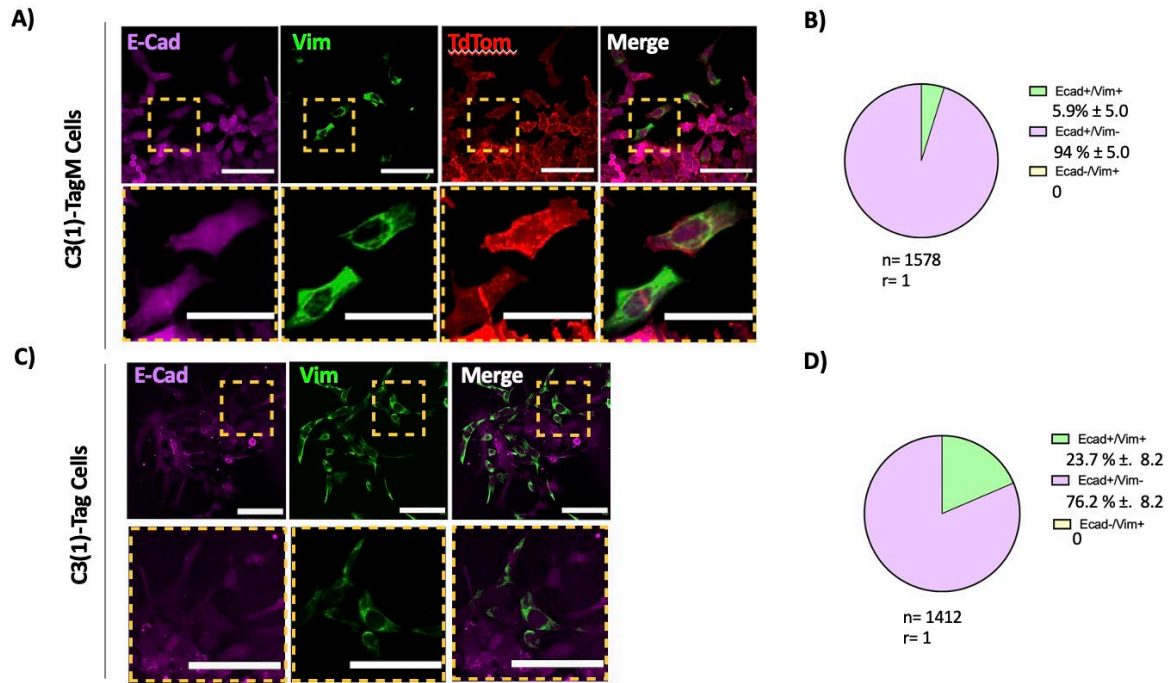 A)
C3(1)-TagM Cells
E-Cad
Vim
TdTom
Merge
B)
Ecad+/Vim+
5.9% ± 5.0
Ecad+/Vim-
94 % ± 5.0
Ecad-/Vim+
0
n= 1578
r= 1
C)
C3(1)-Tag Cells
E-Cad
Vim
Merge
D)
Ecad+/Vim+
23.7 % ±. 8.2
Ecad+/Vim-
76.2 % ±. 8.2
Ecad-/Vim+
0
n= 1412
r= 1